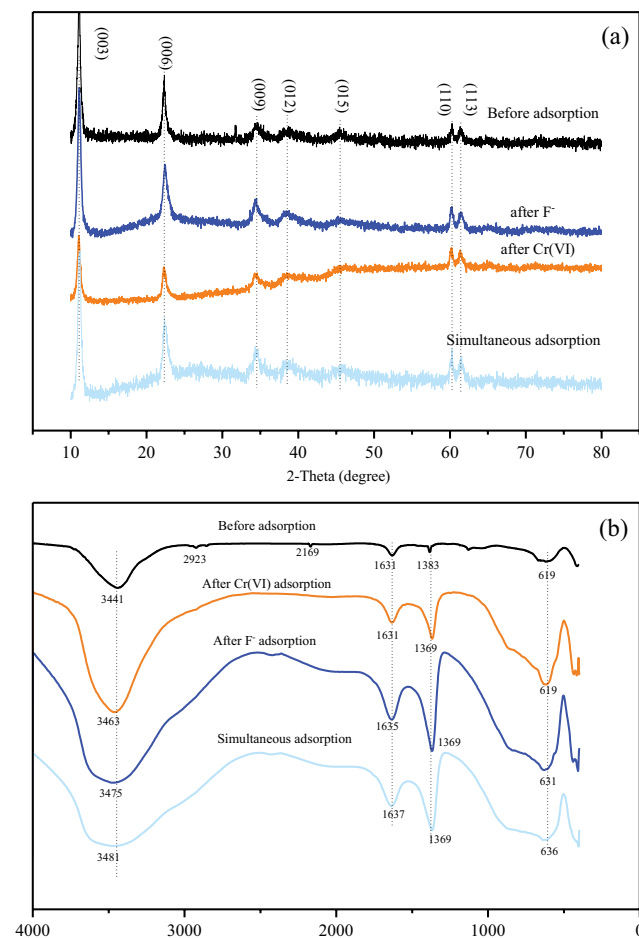 (a)
(003)
(006)
(009)
(012)
(015)
(110)
(113)
Before adsorption
after F⁻
after Cr(VI)
Simultaneous adsorption
10 20 30 40 50 60 70 80
2-Theta (degree)
(b)
Before adsorption
2923
2169
1631
1383
3441
619
After Cr(VI) adsorption
1631
1369
3463
619
After F⁻ adsorption
1635
1369
3475
631
Simultaneous adsorption
1637
1369
3481
636
4000 3000 2000 1000 0